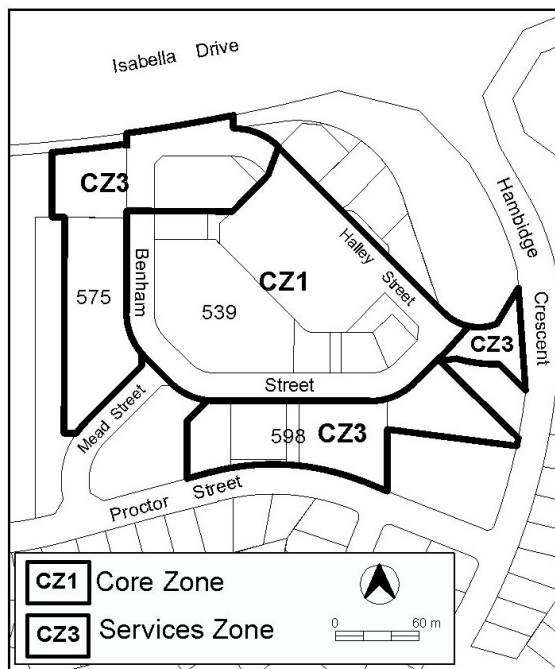 Isabella Drive
CZ3
Hambidge
Crescent
Halley Street
Benham
Street
CZ1
575
539
CZ3
Mead Street
598
CZ3
Proctor Street
CZ1 Core Zone
CZ3 Services Zone
0 60 m